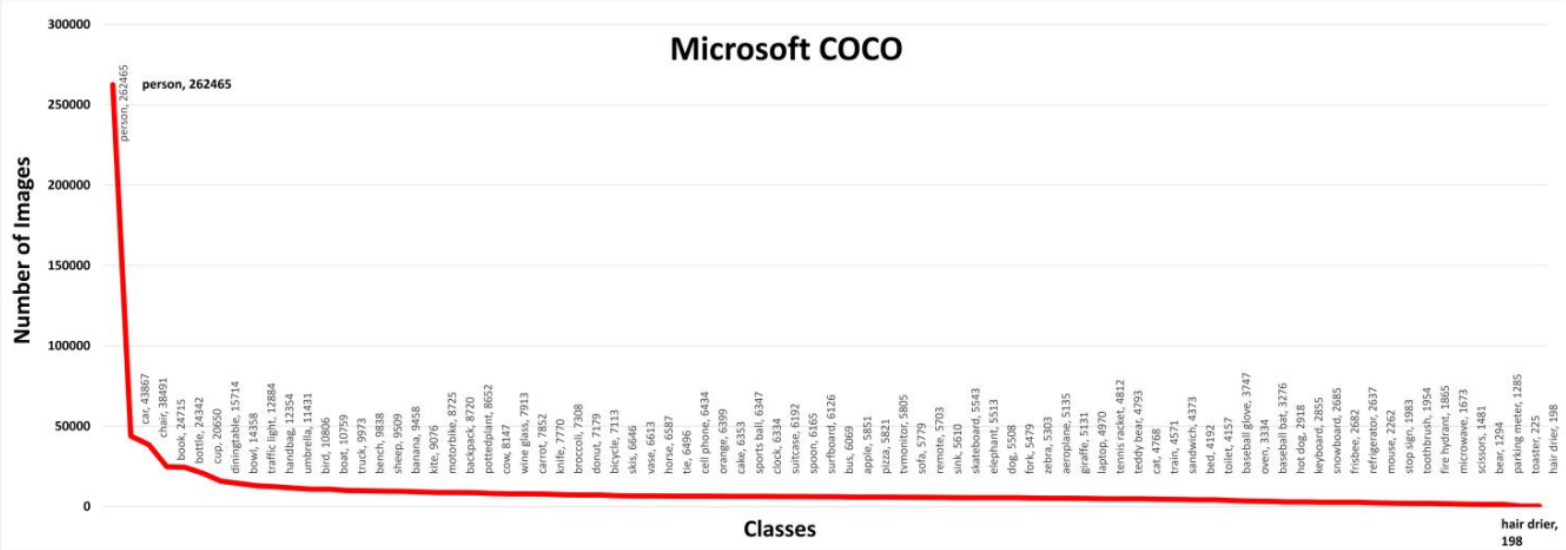 Microsoft COCO
Number of Images
300000
250000
200000
150000
100000
50000
0
person, 262465
person, 262465
car, 43867
chair, 38491
book, 24715
bottle, 24342
cup, 20650
diningtable, 15714
bowl, 14358
traffic light, 12884
handbag, 12354
umbrella, 11431
bird, 10806
boat, 10759
truck, 9973
bench, 9838
sheep, 9509
banana, 9458
kite, 9076
motorbike, 8725
backpack, 8720
pottedplant, 8652
cow, 8147
wine glass, 7913
carrot, 7852
knife, 7770
broccoli, 7308
donut, 7179
bicycle, 7113
skis, 6646
vase, 6613
horse, 6587
tie, 6496
cell phone, 6434
orange, 6399
cake, 6353
sports ball, 6347
clock, 6334
suitcase, 6192
spoon, 6165
surfboard, 6126
bus, 6069
apple, 5851
pizza, 5821
tvmonitor, 5805
sofa, 5779
remote, 5703
sink, 5610
skateboard, 5543
elephant, 5513
dog, 5508
fork, 5479
zebra, 5303
aeroplane, 5135
giraffe, 5131
laptop, 4970
tennis racket, 4812
teddy bear, 4793
cat, 4768
train, 4571
sandwich, 4373
bed, 4192
toilet, 4157
baseball glove, 3747
oven, 3334
baseball bat, 3276
hot dog, 2918
keyboard, 2855
snowboard, 2685
frisbee, 2682
refrigerator, 2637
mouse, 2262
stop sign, 1983
toothbrush, 1954
fire hydrant, 1865
microwave, 1673
scissors, 1481
bear, 1294
parking meter, 1285
toaster, 225
hair drier, 198
Classes
hair drier,
198